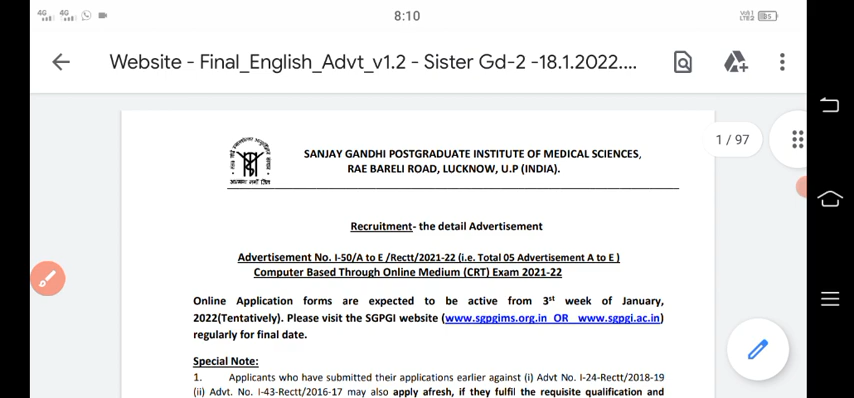 4G 4G 8:10
Website - Final_English_Advt_v1.2 - Sister Gd-2 -18.1.2022....
1 / 97
SANJAY GANDHI POSTGRADUATE INSTITUTE OF MEDICAL SCIENCES,
RAE BARELI ROAD, LUCKNOW, U.P (INDIA).
Recruitment- the detail Advertisement
Advertisement No. I-50/A to E /Rectt/2021-22 (i.e. Total 05 Advertisement A to E )
Computer Based Through Online Medium (CRT) Exam 2021-22
Online Application forms are expected to be active from 3st week of January,
2022(Tentatively). Please visit the SGPGI website (www.sgpgims.org.in OR www.sgpgi.ac.in)
regularly for final date.
Special Note:
1. Applicants who have submitted their applications earlier against (i) Advt No. I-24-Rectt/2018-19
(ii) Advt. No. I-43-Rectt/2016-17 may also apply afresh, if they fulfil the requisite qualification and